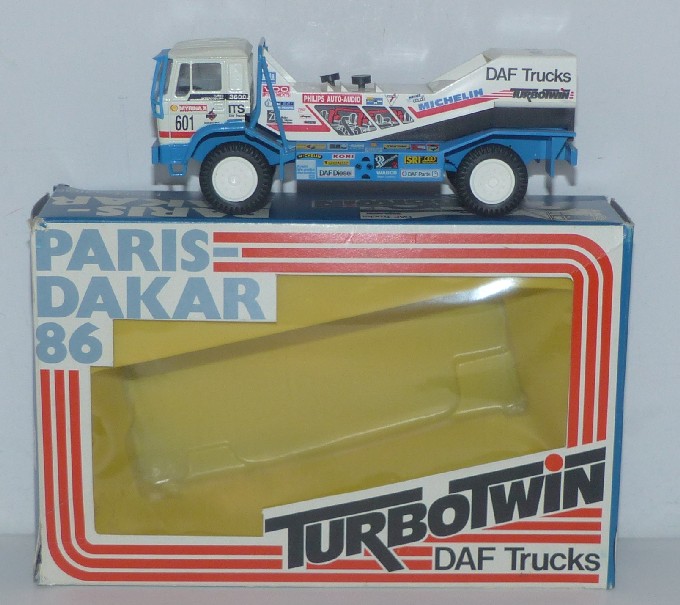 DAF Trucks
TURBOTWIN
MICHELIN
PHILIPS AUTO-AUDIO
ITS
601
KONI
DAF Diesel
DAF Parts
PARIS-
DAKAR
86
TURBOTWIN
DAF Trucks